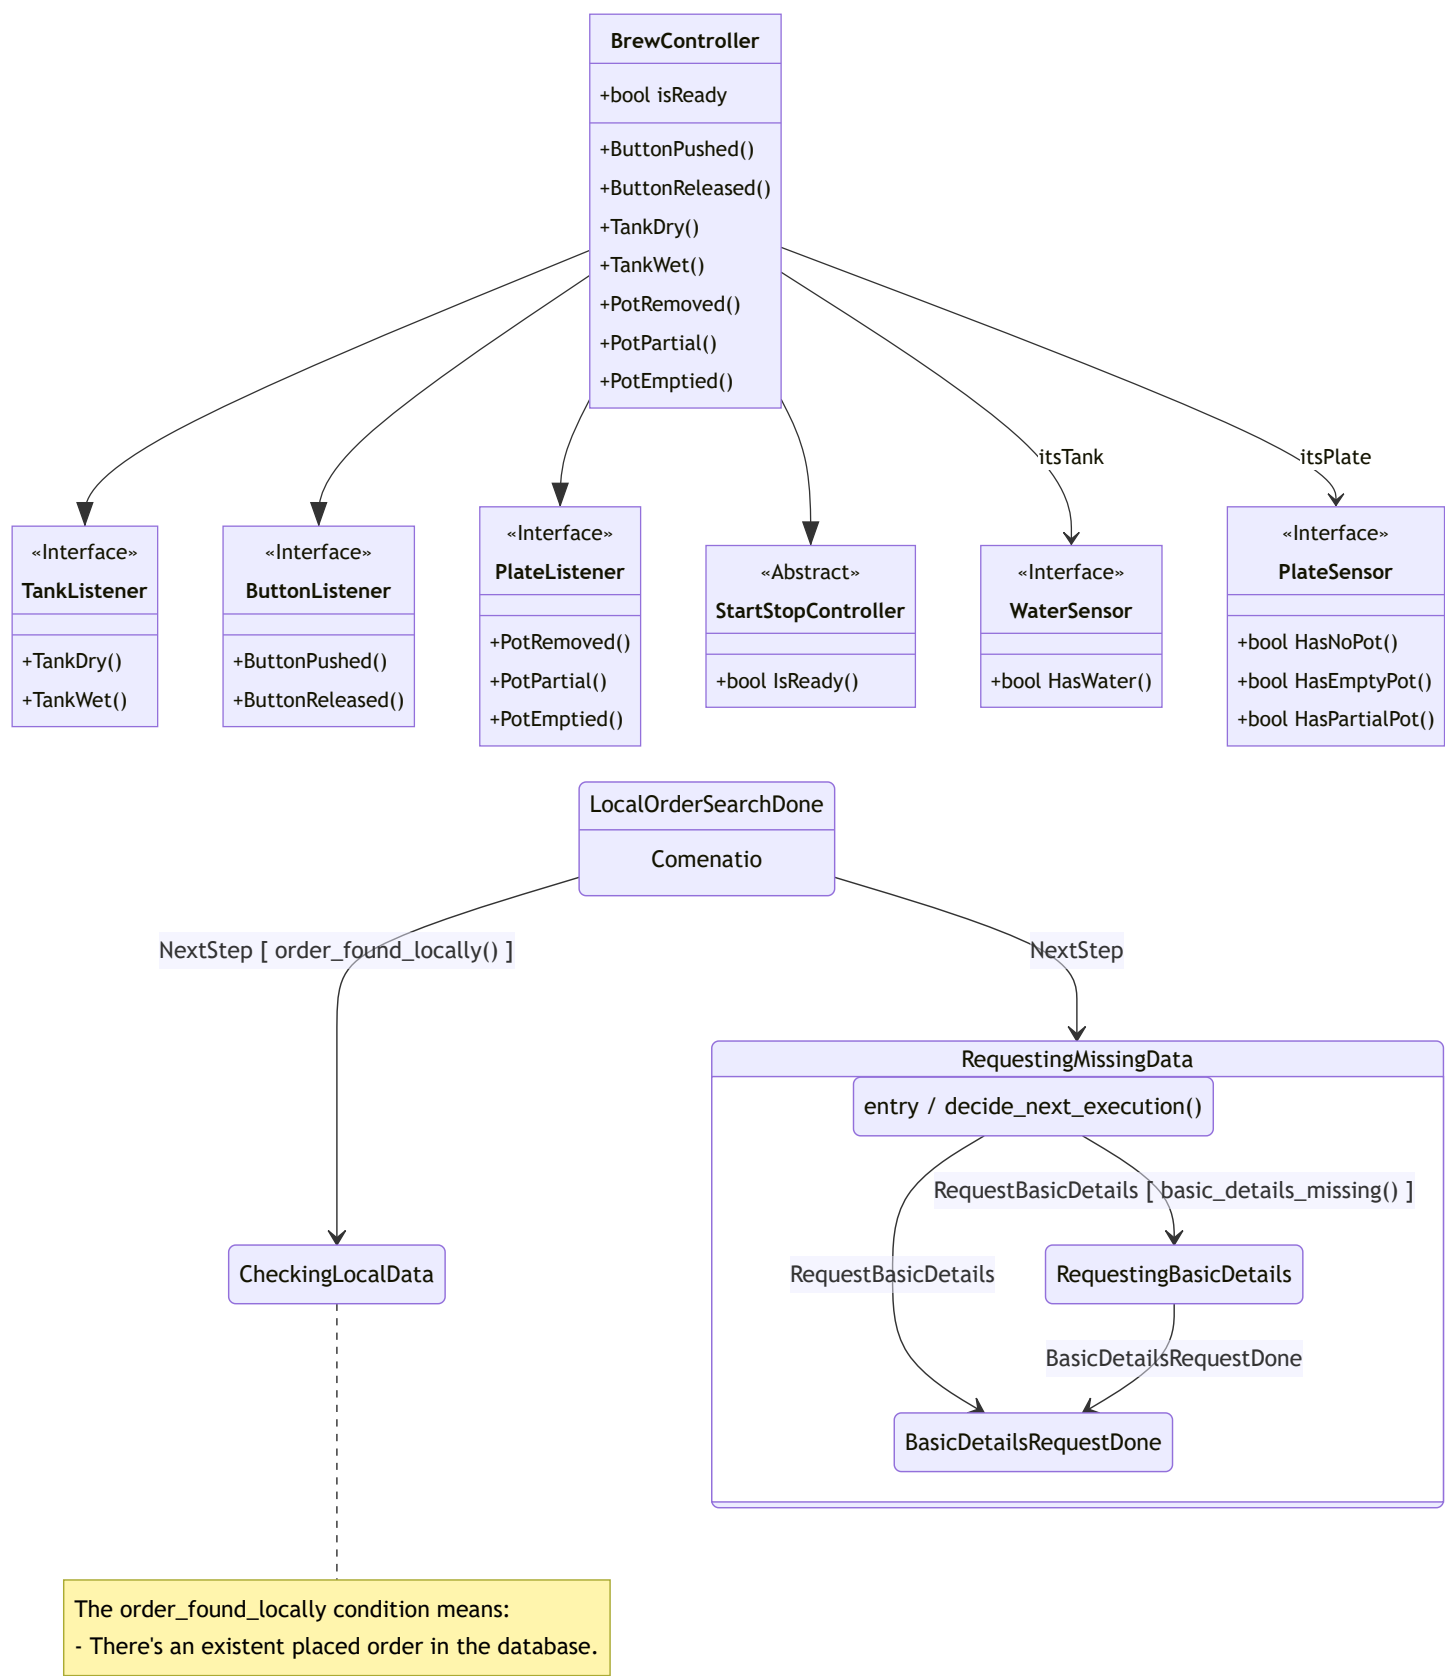 BrewController
+bool isReady
+ButtonPushed()
+ButtonReleased()
+TankDry()
+TankWet()
+PotRemoved()
+PotPartial()
+PotEmptied()
itsTank
itsPlate
«Interface»
TankListener
+TankDry()
+TankWet()
«Interface»
ButtonListener
+ButtonPushed()
+ButtonReleased()
«Interface»
PlateListener
+PotRemoved()
+PotPartial()
+PotEmptied()
«Abstract»
StartStopController
+bool IsReady()
«Interface»
WaterSensor
+bool HasWater()
«Interface»
PlateSensor
+bool HasNoPot()
+bool HasEmptyPot()
+bool HasPartialPot()
LocalOrderSearchDone
Comenatio
NextStep [ order_found_locally() ]
NextStep
RequestingMissingData
entry / decide_next_execution()
RequestBasicDetails [ basic_details_missing() ]
RequestBasicDetails
CheckingLocalData
RequestingBasicDetails
BasicDetailsRequestDone
BasicDetailsRequestDone
The order_found_locally condition means:
- There's an existent placed order in the database.